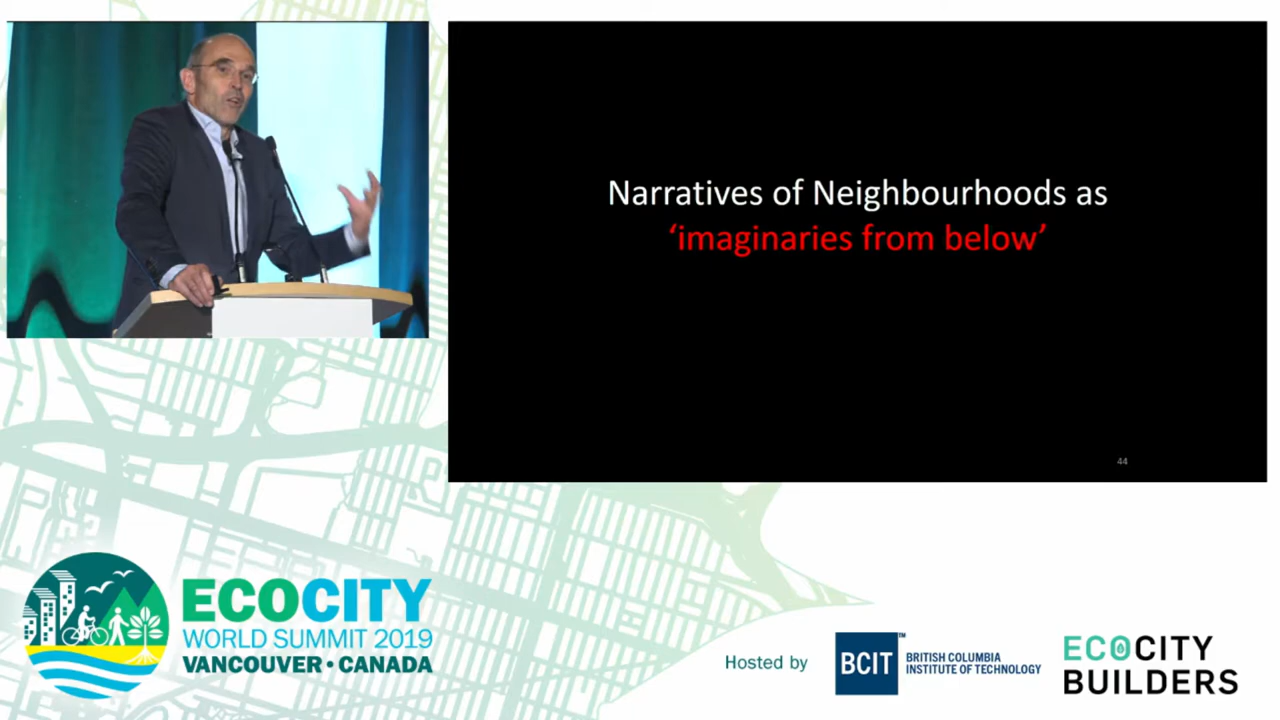 Narratives of Neighbourhoods as
‘imaginaries from below’
44
ECOCITY
WORLD SUMMIT 2019
VANCOUVER • CANADA
Hosted by
BCIT™
BRITISH COLUMBIA
INSTITUTE OF TECHNOLOGY
ECOCITY
BUILDERS